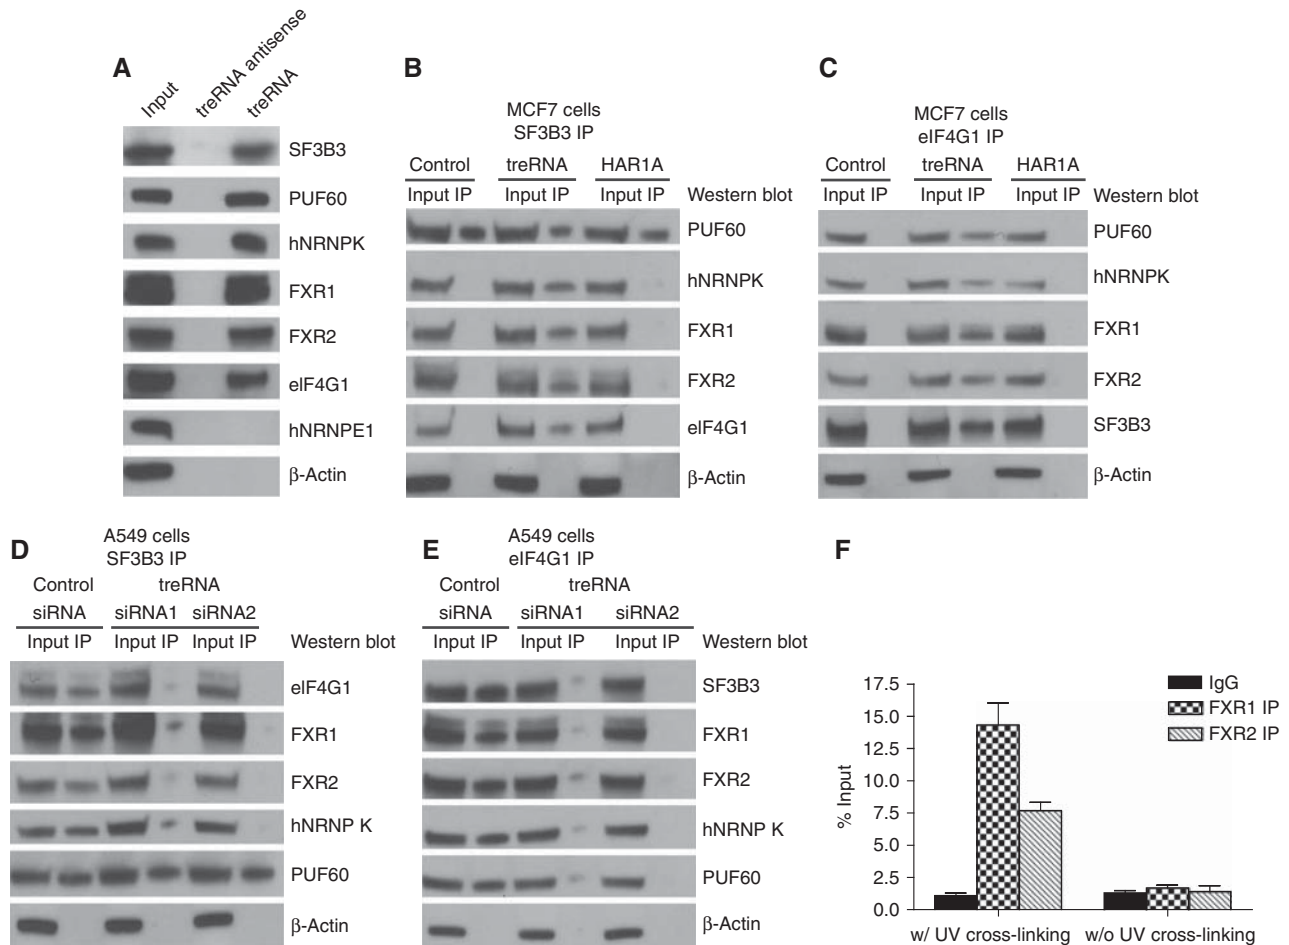 A
Input
treRNA antisense
treRNA
SF3B3
PUF60
hNRNPK
FXR1
FXR2
eIF4G1
hNRNPE1
β-Actin
B
MCF7 cells
SF3B3 IP
Control treRNA HAR1A
Input IP Input IP Input IP Western blot
PUF60
hNRNPK
FXR1
FXR2
eIF4G1
β-Actin
C
MCF7 cells
eIF4G1 IP
Control treRNA HAR1A
Input IP Input IP Input IP Western blot
PUF60
hNRNPK
FXR1
FXR2
SF3B3
β-Actin
D
A549 cells
SF3B3 IP
Control treRNA
siRNA siRNA1 siRNA2
Input IP Input IP Input IP Western blot
eIF4G1
FXR1
FXR2
hNRNP K
PUF60
β-Actin
E
A549 cells
eIF4G1 IP
Control treRNA
siRNA siRNA1 siRNA2
Input IP Input IP Input IP Western blot
SF3B3
FXR1
FXR2
hNRNP K
PUF60
β-Actin
F
IgG
FXR1 IP
FXR2 IP
% Input
17.5
15.0
12.5
10.0
7.5
5.0
2.5
0.0
w/ UV cross-linking w/o UV cross-linking